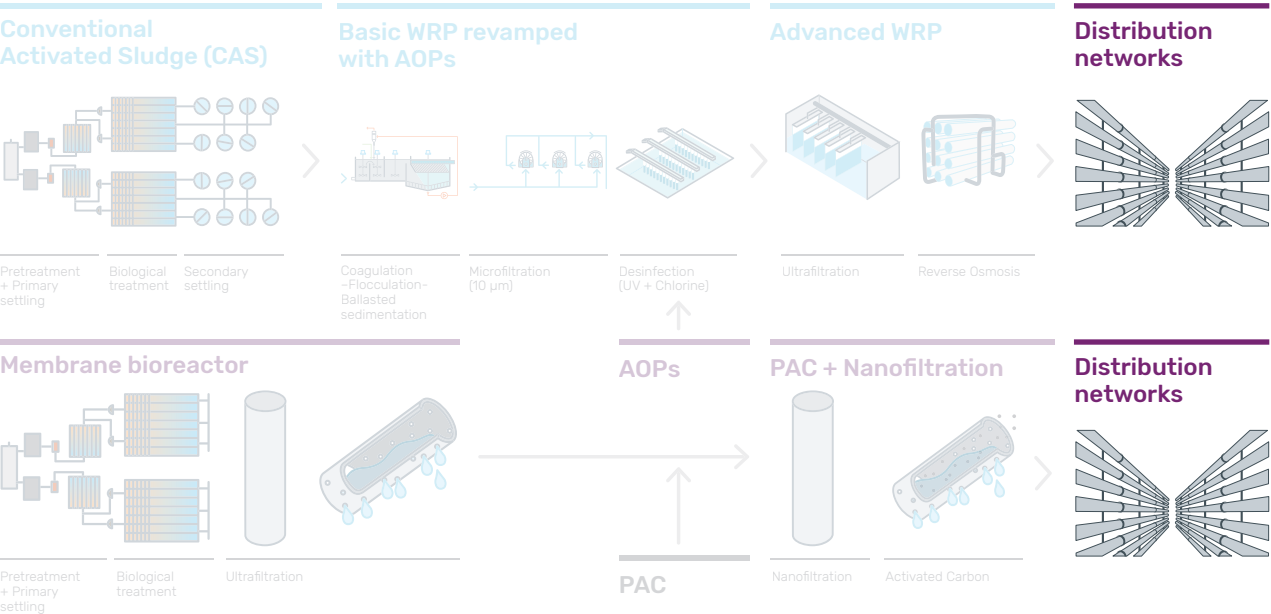 Conventional
Activated Sludge (CAS)
Basic WRP revamped
with AOPs
Advanced WRP
Distribution
networks
Pretreatment
+ Primary
settling
Biological
treatment
Secondary
settling
Coagulation
-Flocculation-
Ballasted
sedimentation
Microfiltration
(10 μm)
Desinfection
(UV + Chlorine)
Ultrafiltration
Reverse Osmosis
Membrane bioreactor
AOPs
PAC + Nanofiltration
Distribution
networks
Pretreatment
+ Primary
settling
Biological
treatment
Ultrafiltration
PAC
Nanofiltration
Activated Carbon